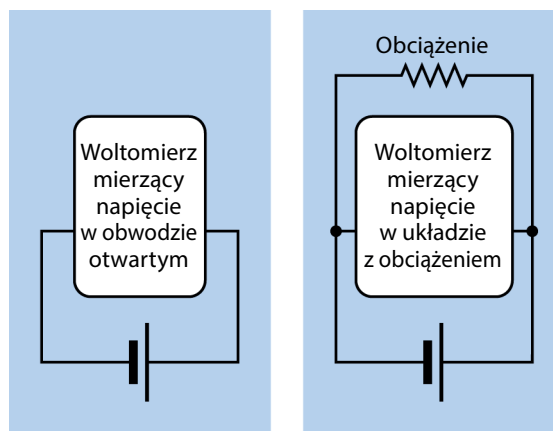 Woltomierz
mierzący
napięcie
w obwodzie
otwartym
Obciążenie
Woltomierz
mierzący
napięcie
w układzie
z obciążeniem